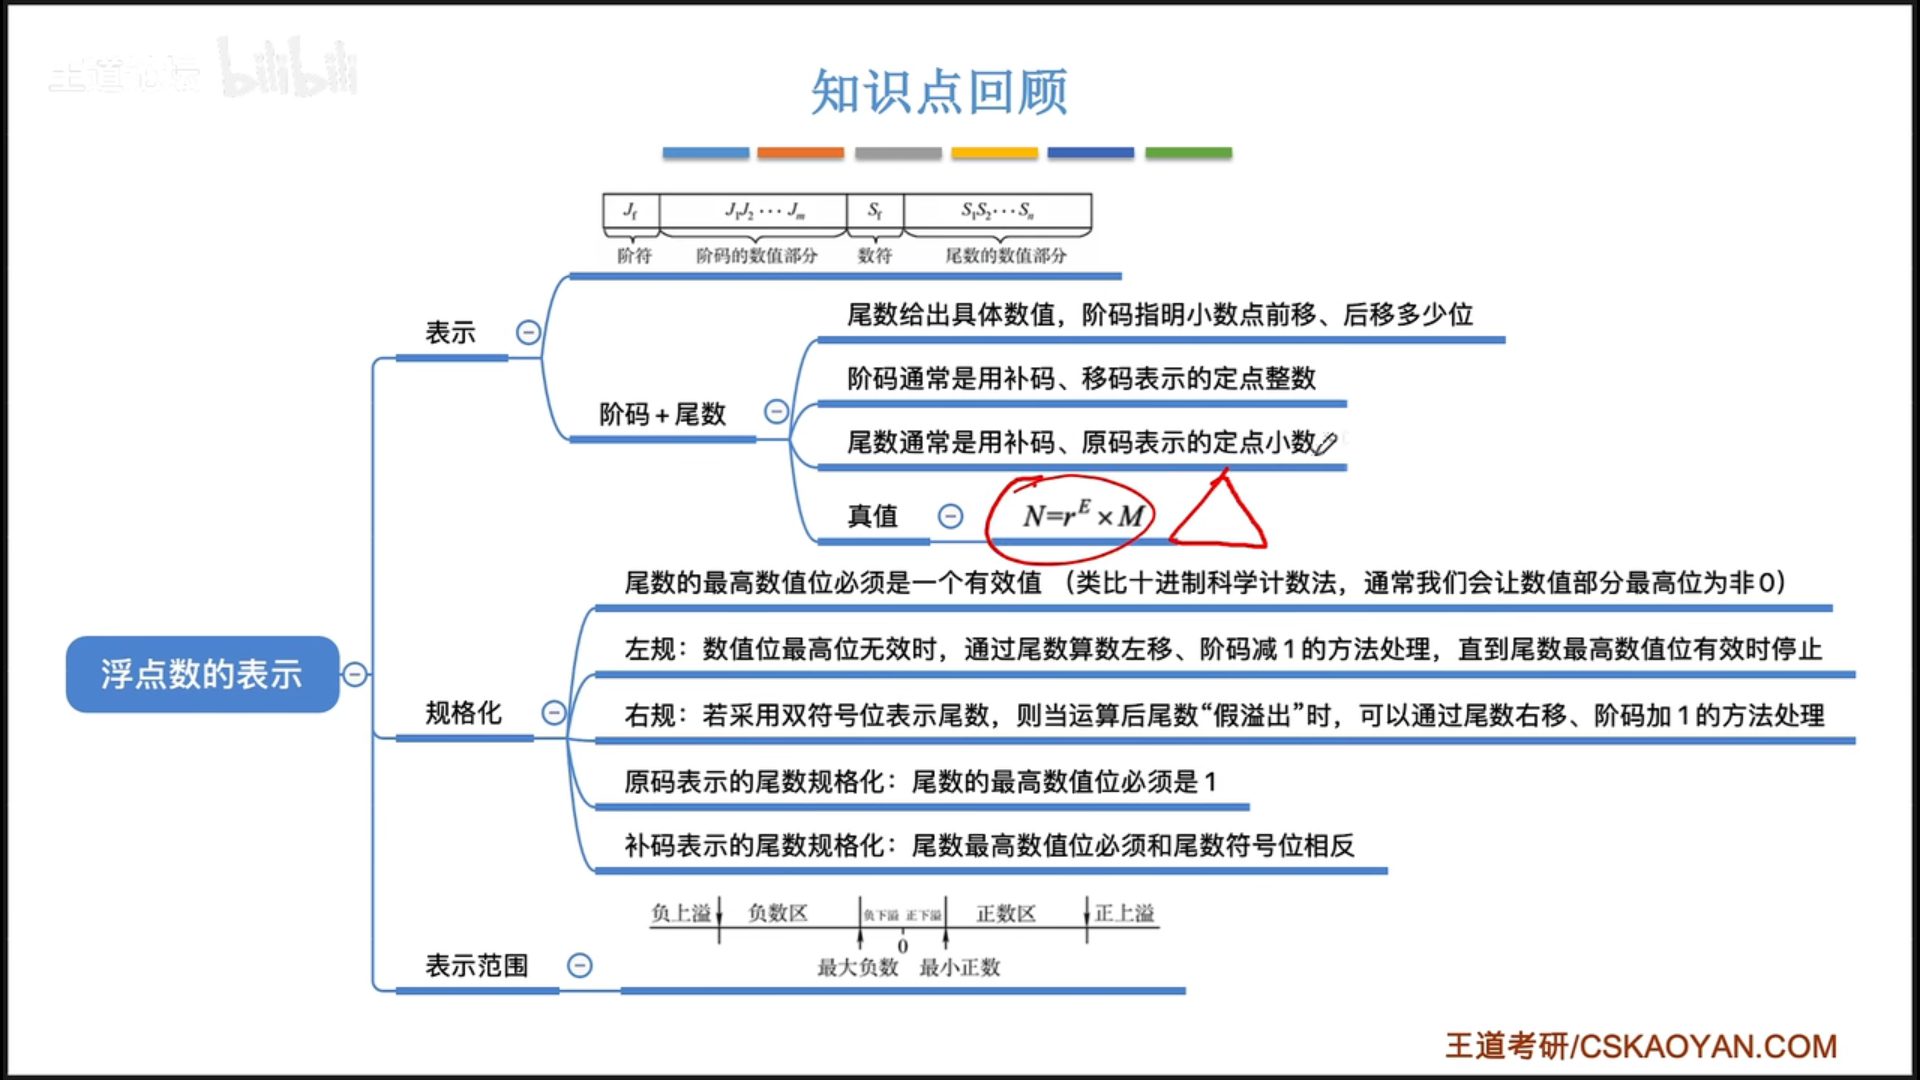 王道论坛 bilibili
知识点回顾
Jf J1J2···Jm Sf S1S2···Sn
阶符 阶码的数值部分 数符 尾数的数值部分
表示
尾数给出具体数值，阶码指明小数点前移、后移多少位
阶码通常是用补码、移码表示的定点整数
阶码+尾数
尾数通常是用补码、原码表示的定点小数
真值 N=r^E×M
尾数的最高数值位必须是一个有效值 （类比十进制科学计数法，通常我们会让数值部分最高位为非0）
左规：数值位最高位无效时，通过尾数算数左移、阶码减1的方法处理，直到尾数最高数值位有效时停止
浮点数的表示
规格化
右规：若采用双符号位表示尾数，则当运算后尾数“假溢出”时，可以通过尾数右移、阶码加1的方法处理
原码表示的尾数规格化：尾数的最高数值位必须是1
补码表示的尾数规格化：尾数最高数值位必须和尾数符号位相反
负上溢 负数区 负下溢 正下溢 正数区 正上溢
0
表示范围
最大负数 最小正数
王道考研/CSKAOYAN.COM